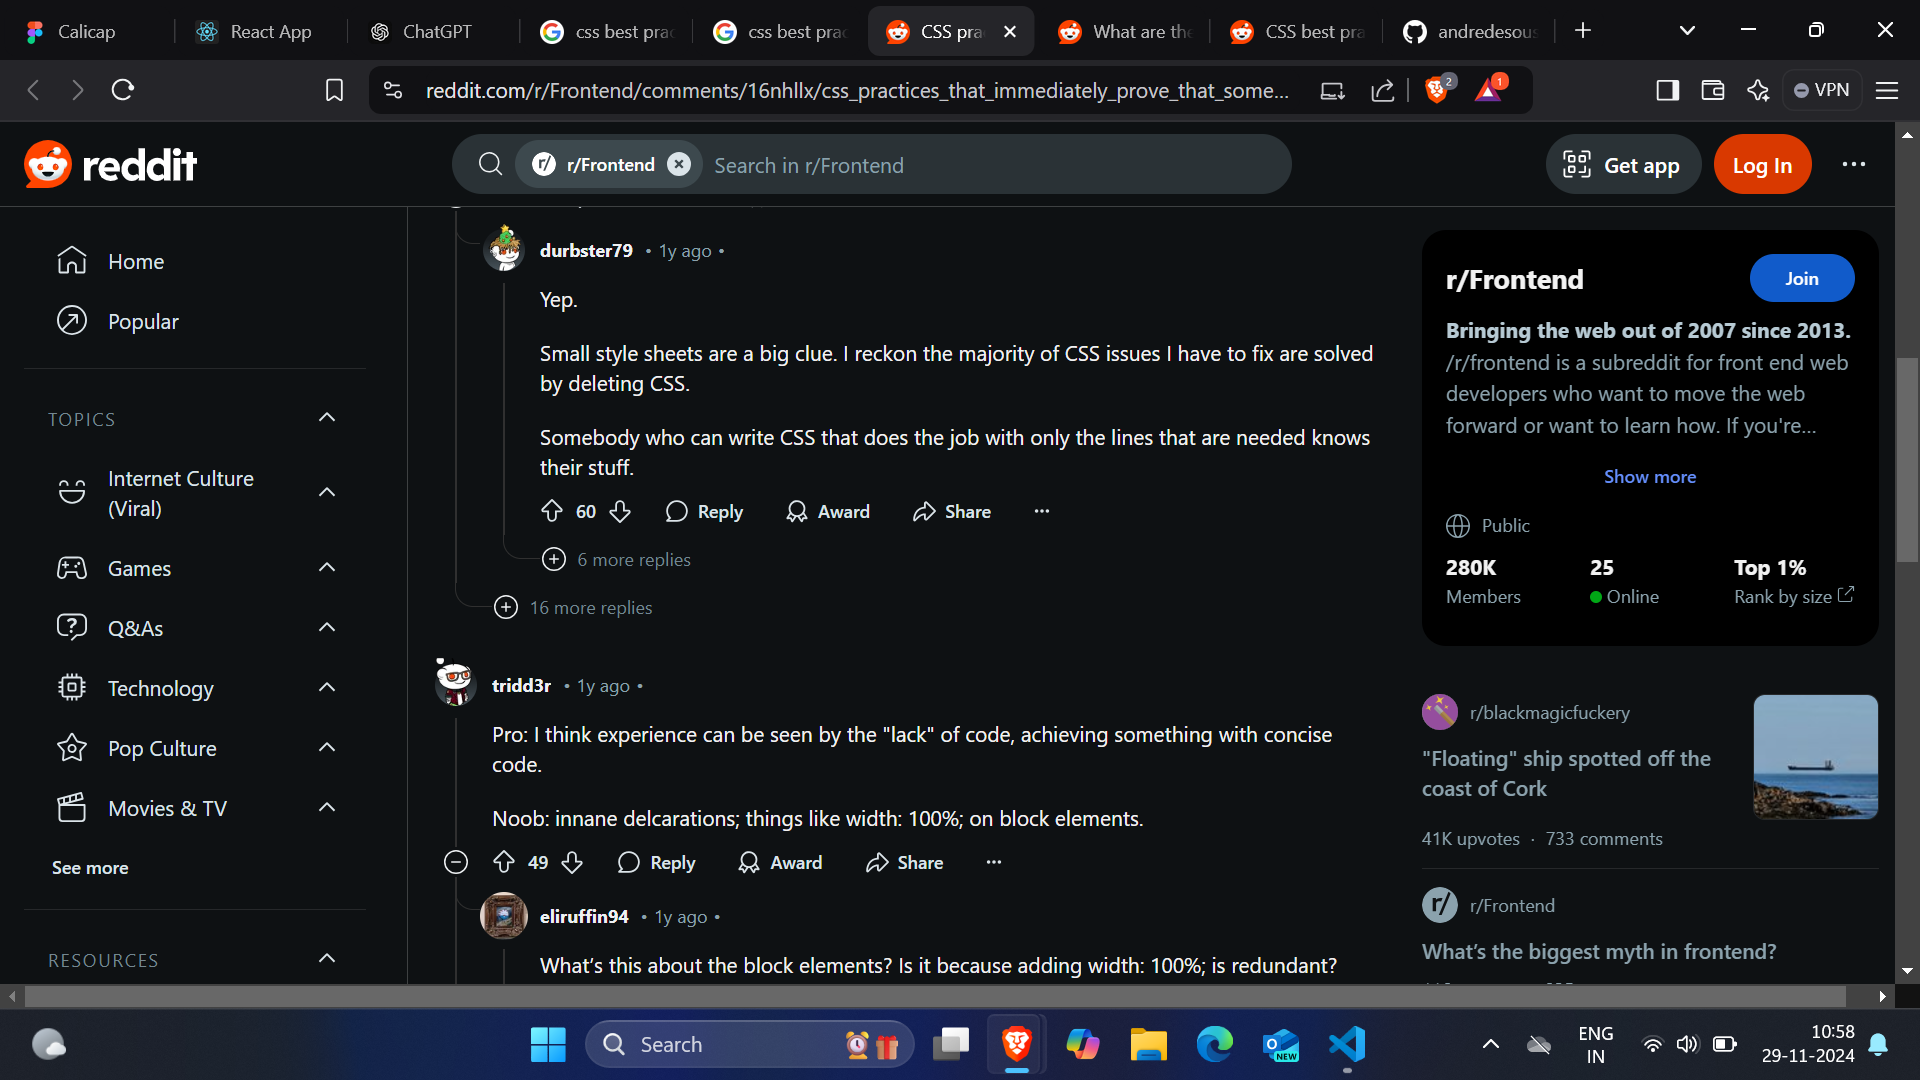 Calicap
React App
ChatGPT
css best prac
css best prac
CSS prac
What are the
CSS best pra
andredesous
reddit.com/r/Frontend/comments/16nhllx/css_practices_that_immediately_prove_that_some...
2
1
VPN
reddit
r/Frontend
Search in r/Frontend
Get app
Log In
Home
Popular
TOPICS
Internet Culture
(Viral)
Games
Q&As
Technology
Pop Culture
Movies & TV
See more
RESOURCES
durbster79 • 1y ago •
Yep.
Small style sheets are a big clue. I reckon the majority of CSS issues I have to fix are solved
by deleting CSS.
Somebody who can write CSS that does the job with only the lines that are needed knows
their stuff.
60 Reply Award Share
6 more replies
16 more replies
tridd3r • 1y ago •
Pro: I think experience can be seen by the "lack" of code, achieving something with concise
code.
Noob: innane delcarations; things like width: 100%; on block elements.
49 Reply Award Share
eliruffin94 • 1y ago •
What's this about the block elements? Is it because adding width: 100%; is redundant?
r/Frontend
Join
Bringing the web out of 2007 since 2013.
/r/frontend is a subreddit for front end web
developers who want to move the web
forward or want to learn how. If you're...
Show more
Public
280K 25 Top 1%
Members Online Rank by size
r/blackmagicfuckery
"Floating" ship spotted off the
coast of Cork
41K upvotes · 733 comments
r/Frontend
What's the biggest myth in frontend?
Search
NEW
ENG
IN
10:58
29-11-2024